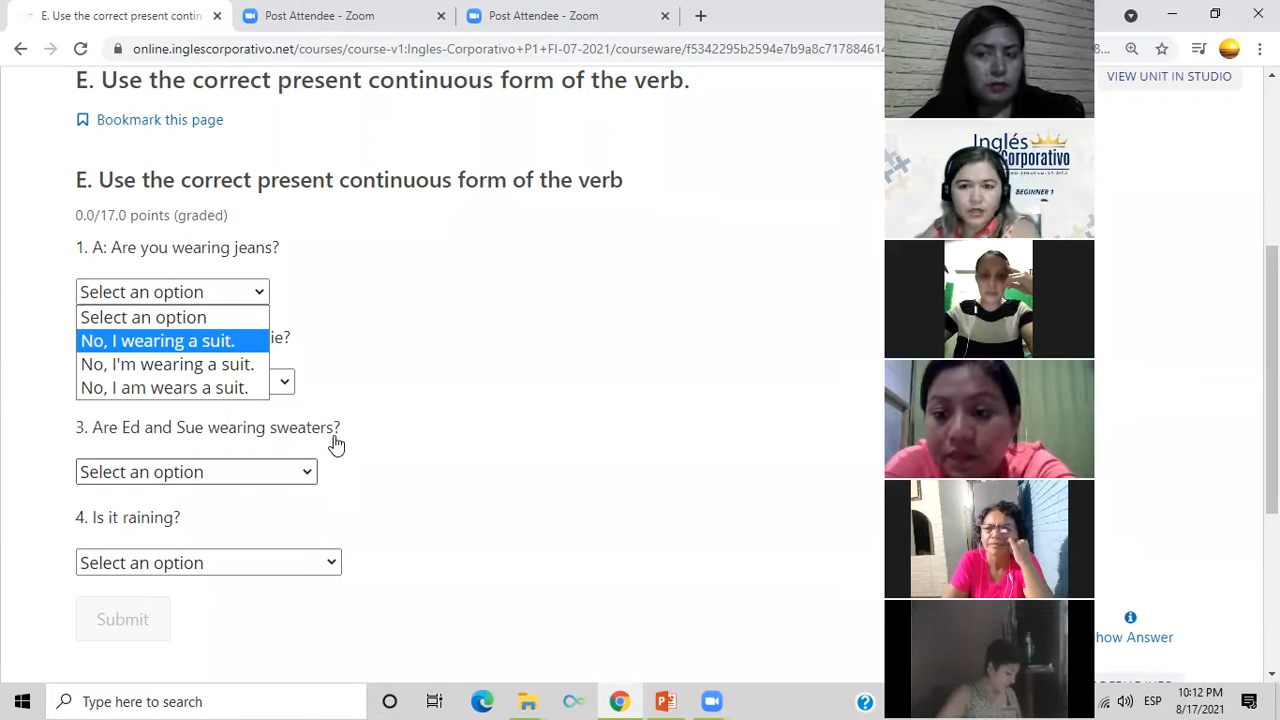 E. Use the correct present conti
Post Attendee - Zoom
Post Attendee - Zoom
online.inglescorporativo.net/courses/course-v1:Ingles-Corporativo+P1+FI-07-2021/courseware/f5342295b2594e7b9a8c71788461
8...
E. Use the correct present continuous form of the verb.
VIEW UNIT IN STUDIO
Bookmark this page
Inglés
Corporativo
BEGINNER 1
E. Use the correct present continuous form of the verb
0.0/17.0 points (graded)
1. A: Are you wearing jeans?
Select an option
Select an option
No, I wearing a suit.
No, I'm wearing a suit.
No, I am wears a suit.
ie?
3. Are Ed and Sue wearing sweaters?
Select an option
4. Is it raining?
Select an option
Submit
how Answer
Type here to search
ESP
10:12 PM
8/17/2021